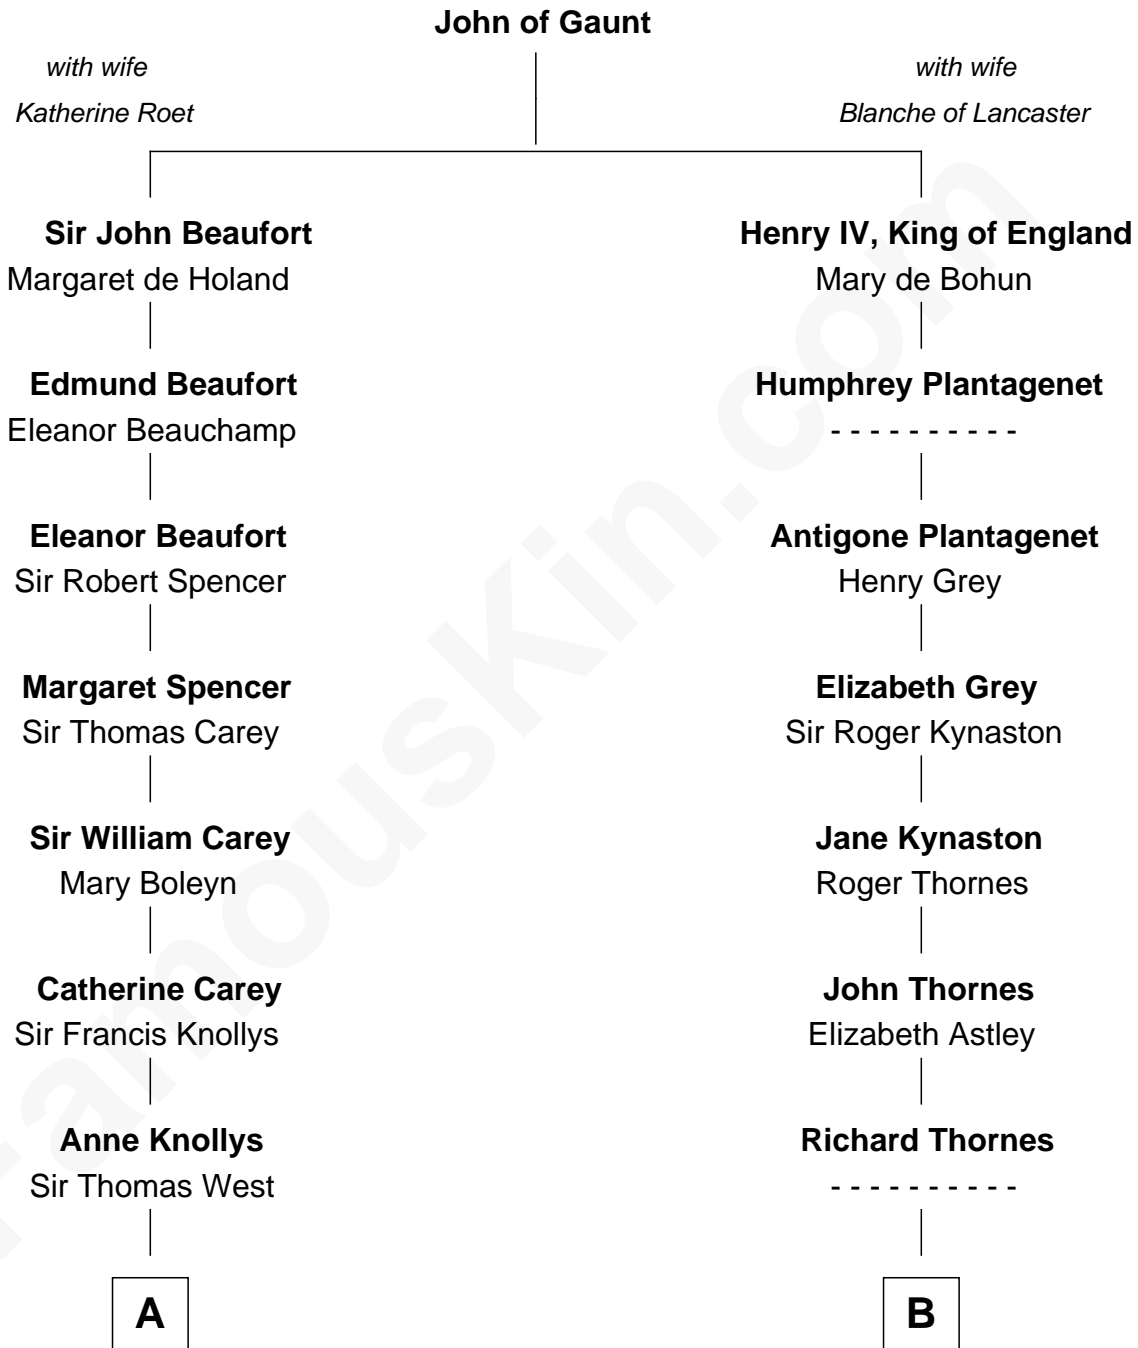 John of Gaunt
with wife
Katherine Roet
with wife
Blanche of Lancaster
Sir John Beaufort
Margaret de Holand
Henry IV, King of England
Mary de Bohun
Edmund Beaufort
Eleanor Beauchamp
Humphrey Plantagenet
- - - - - - - - - -
Eleanor Beaufort
Sir Robert Spencer
Antigone Plantagenet
Henry Grey
Margaret Spencer
Sir Thomas Carey
Elizabeth Grey
Sir Roger Kynaston
Sir William Carey
Mary Boleyn
Jane Kynaston
Roger Thornes
Catherine Carey
Sir Francis Knollys
John Thornes
Elizabeth Astley
Anne Knollys
Sir Thomas West
Richard Thornes
- - - - - - - - - -
A
B
FamousKin.com